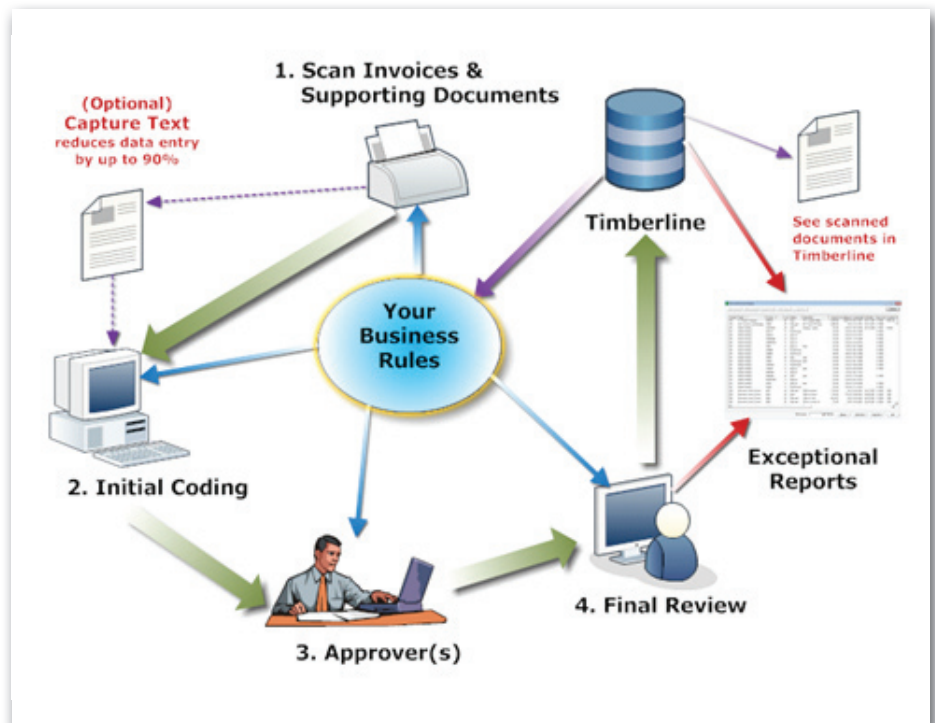 1. Scan Invoices &
Supporting Documents
(Optional)
Capture Text
reduces data entry
by up to 90%
Timberline
See scanned
documents in
Timberline
Your
Business
Rules
Exceptional
Reports
2. Initial Coding
4. Final Review
3. Approver(s)